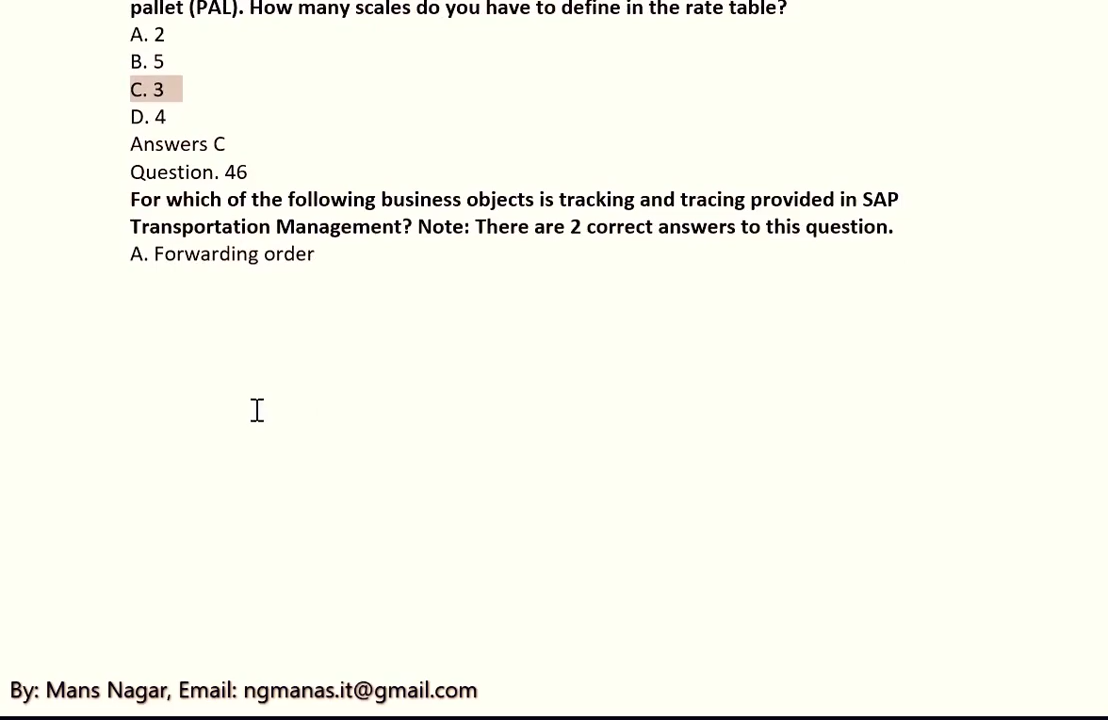 pallet (PAL). How many scales do you have to define in the rate table?
A. 2
B. 5
C. 3
D. 4
Answers C
Question. 46
For which of the following business objects is tracking and tracing provided in SAP
Transportation Management? Note: There are 2 correct answers to this question.
A. Forwarding order
By: Mans Nagar, Email: ngmanas.it@gmail.com